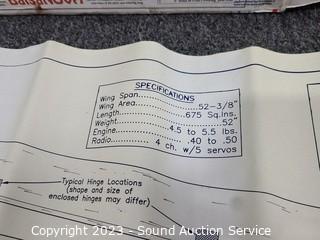 SPECIFICATIONS
Wing Span..............52-3/8"
Wing Area..............675 Sq.Ins.
Length.................52"
Weight.............4.5 to 5.5 lbs.
Engine.................40 to .50
Radio........4 ch. w/5 servos
Typical Hinge Locations
(shape and size of
enclosed hinges may differ)
Copyright 2023 - Sound Auction Service